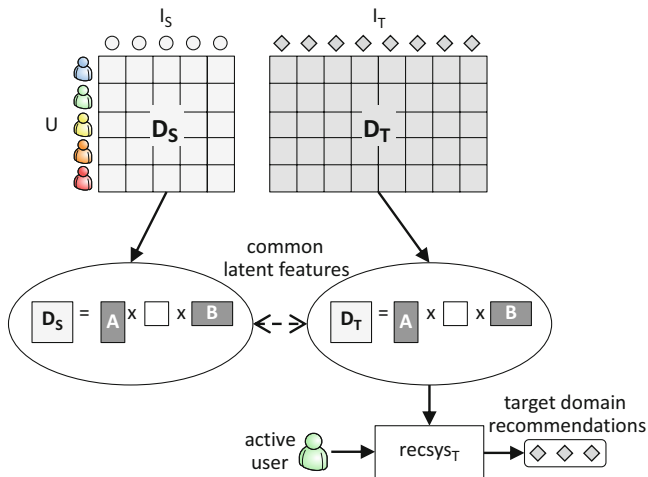 I_S I_T
U
D_S D_T
common
latent features
D_S = A x x B
D_T = A x x B
target domain
recommendations
active
user
recsys_T